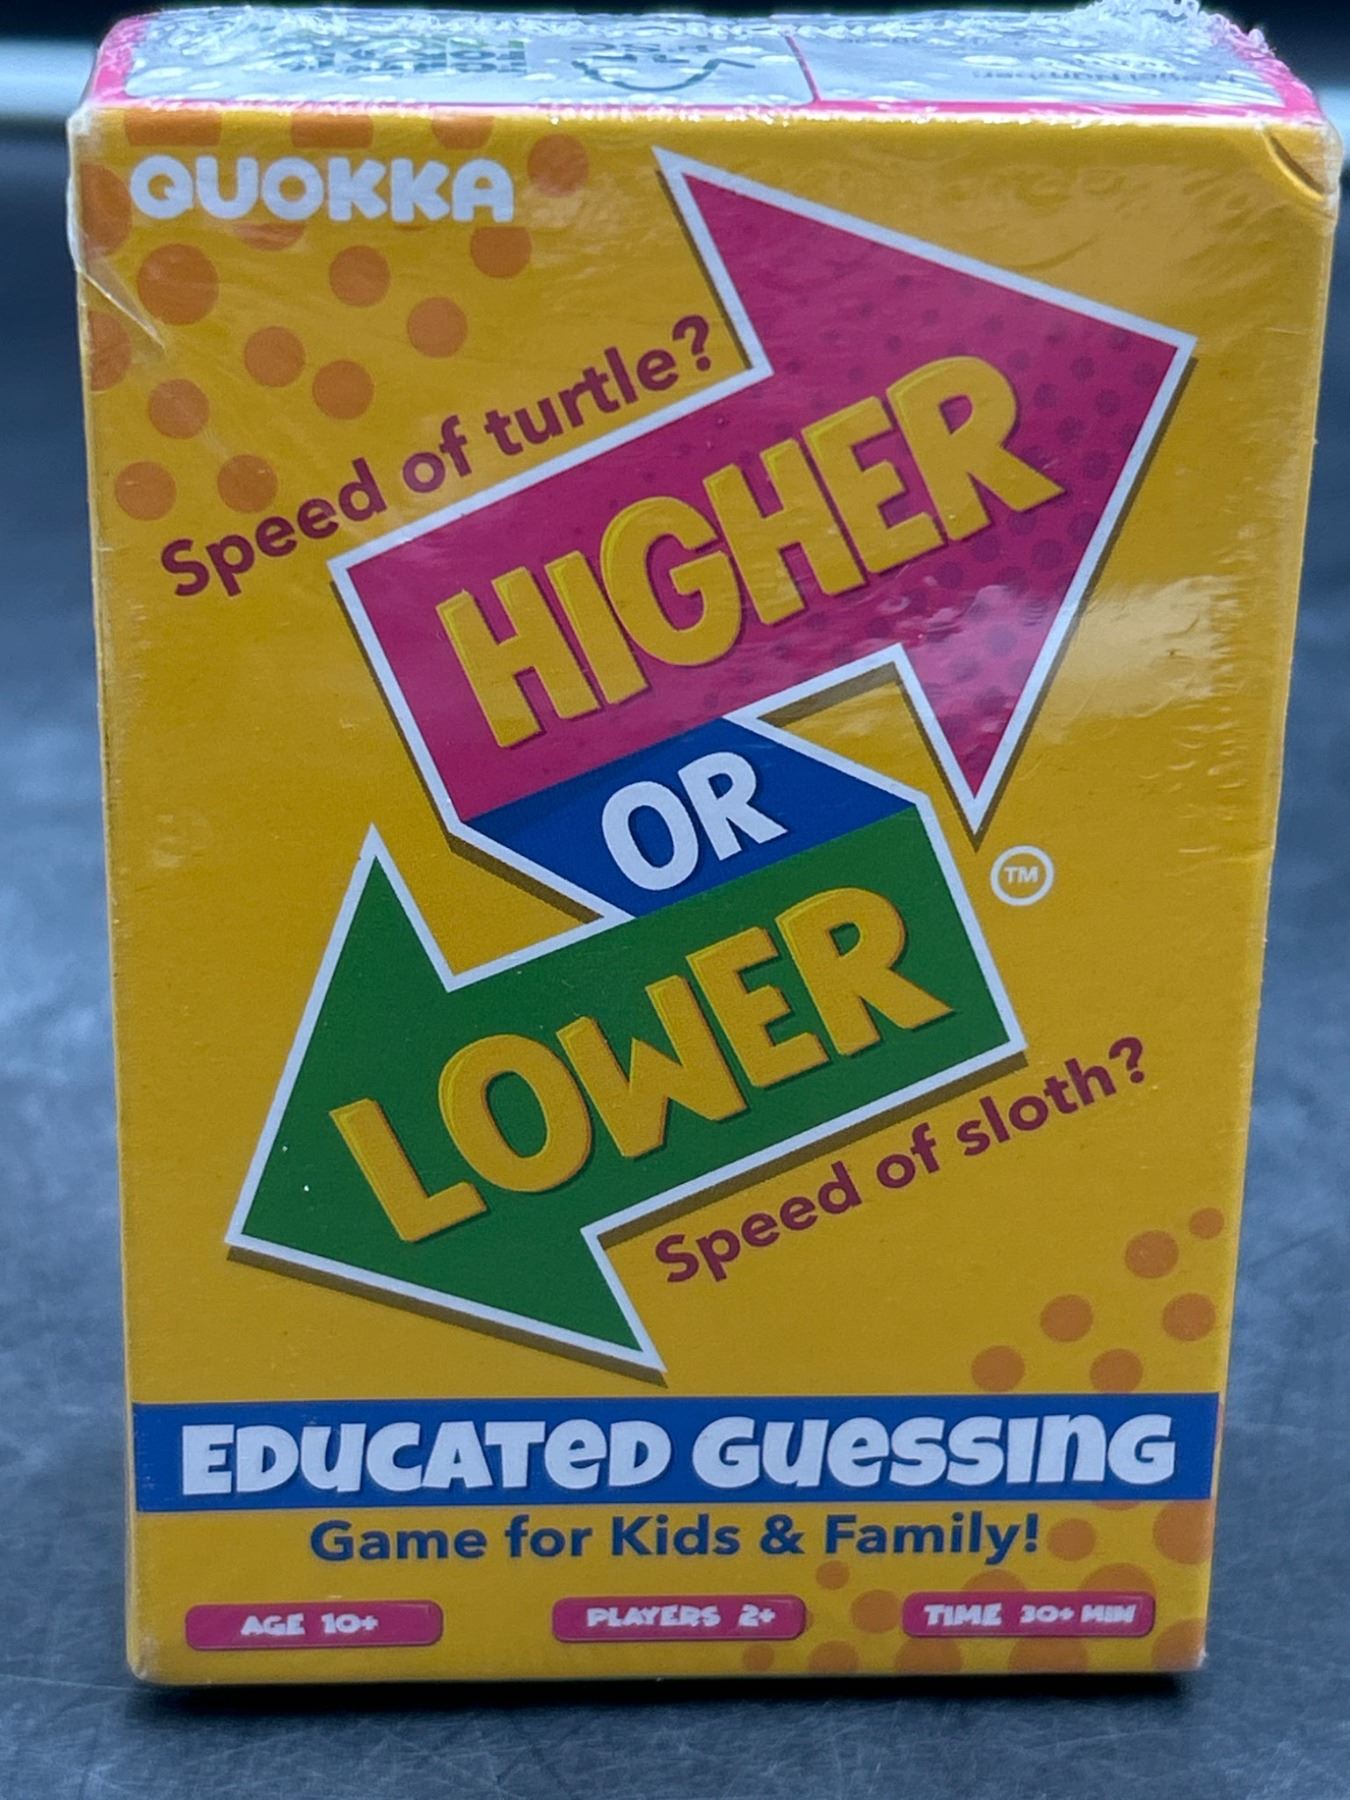 QUOKKA
Speed of turtle?
HIGHER
OR
LOWER
TM
Speed of sloth?
EDUCATED GUESSING
Game for Kids & Family!
AGE 10+
PLAYERS 2+
TIME 30+ MIN